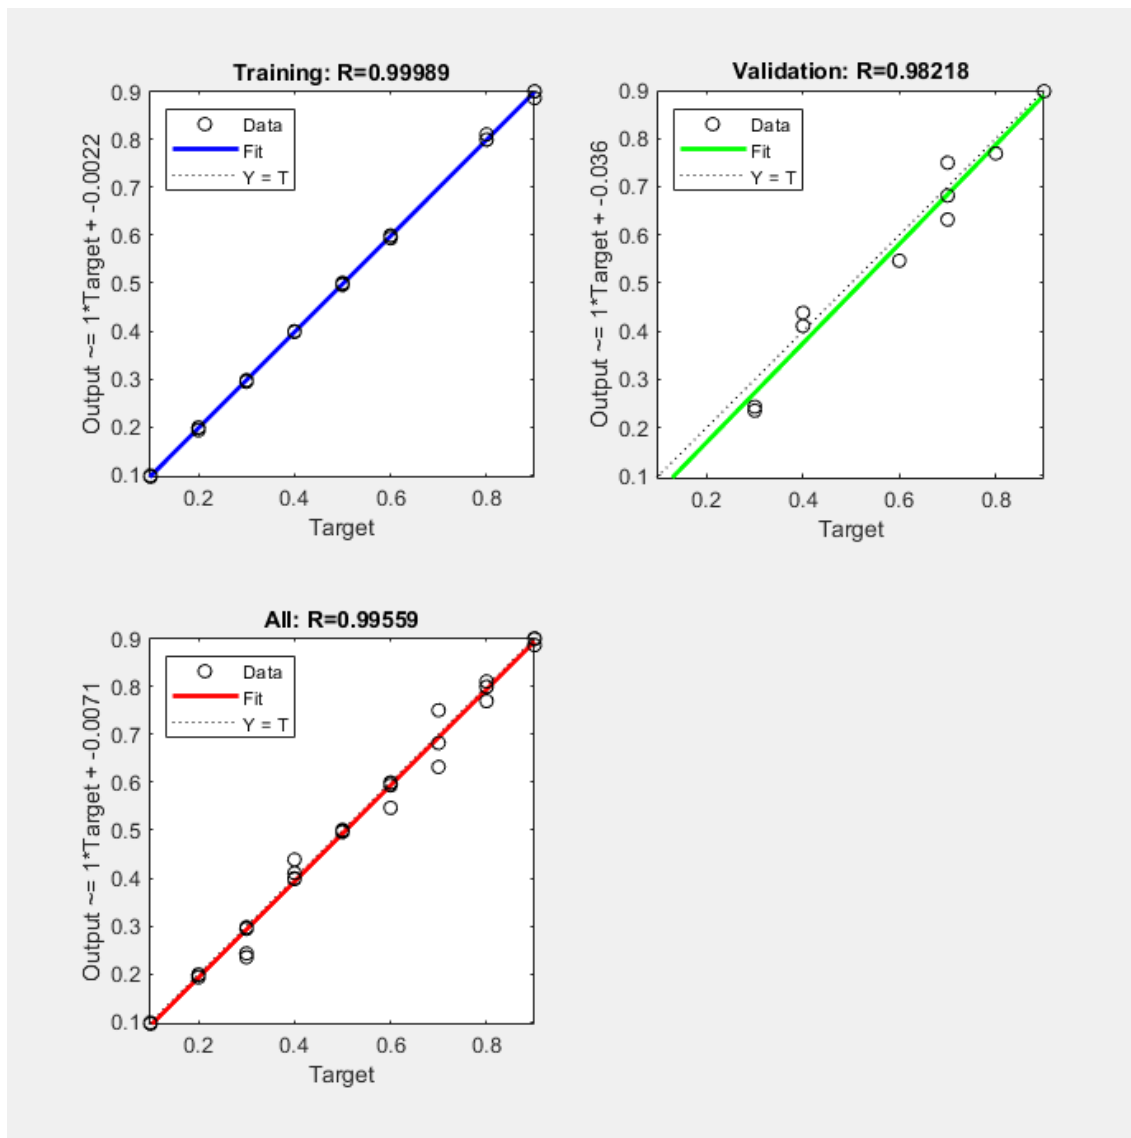 Training: R=0.99989
Output ~= 1*Target + -0.0022
0.9
0.8
0.7
0.6
0.5
0.4
0.3
0.2
0.1
Data
Fit
Y = T
0.2 0.4 0.6 0.8
Target
Validation: R=0.98218
Output ~= 1*Target + -0.036
0.9
0.8
0.7
0.6
0.5
0.4
0.3
0.2
0.1
Data
Fit
Y = T
0.2 0.4 0.6 0.8
Target
All: R=0.99559
Output ~= 1*Target + -0.0071
0.9
0.8
0.7
0.6
0.5
0.4
0.3
0.2
0.1
Data
Fit
Y = T
0.2 0.4 0.6 0.8
Target